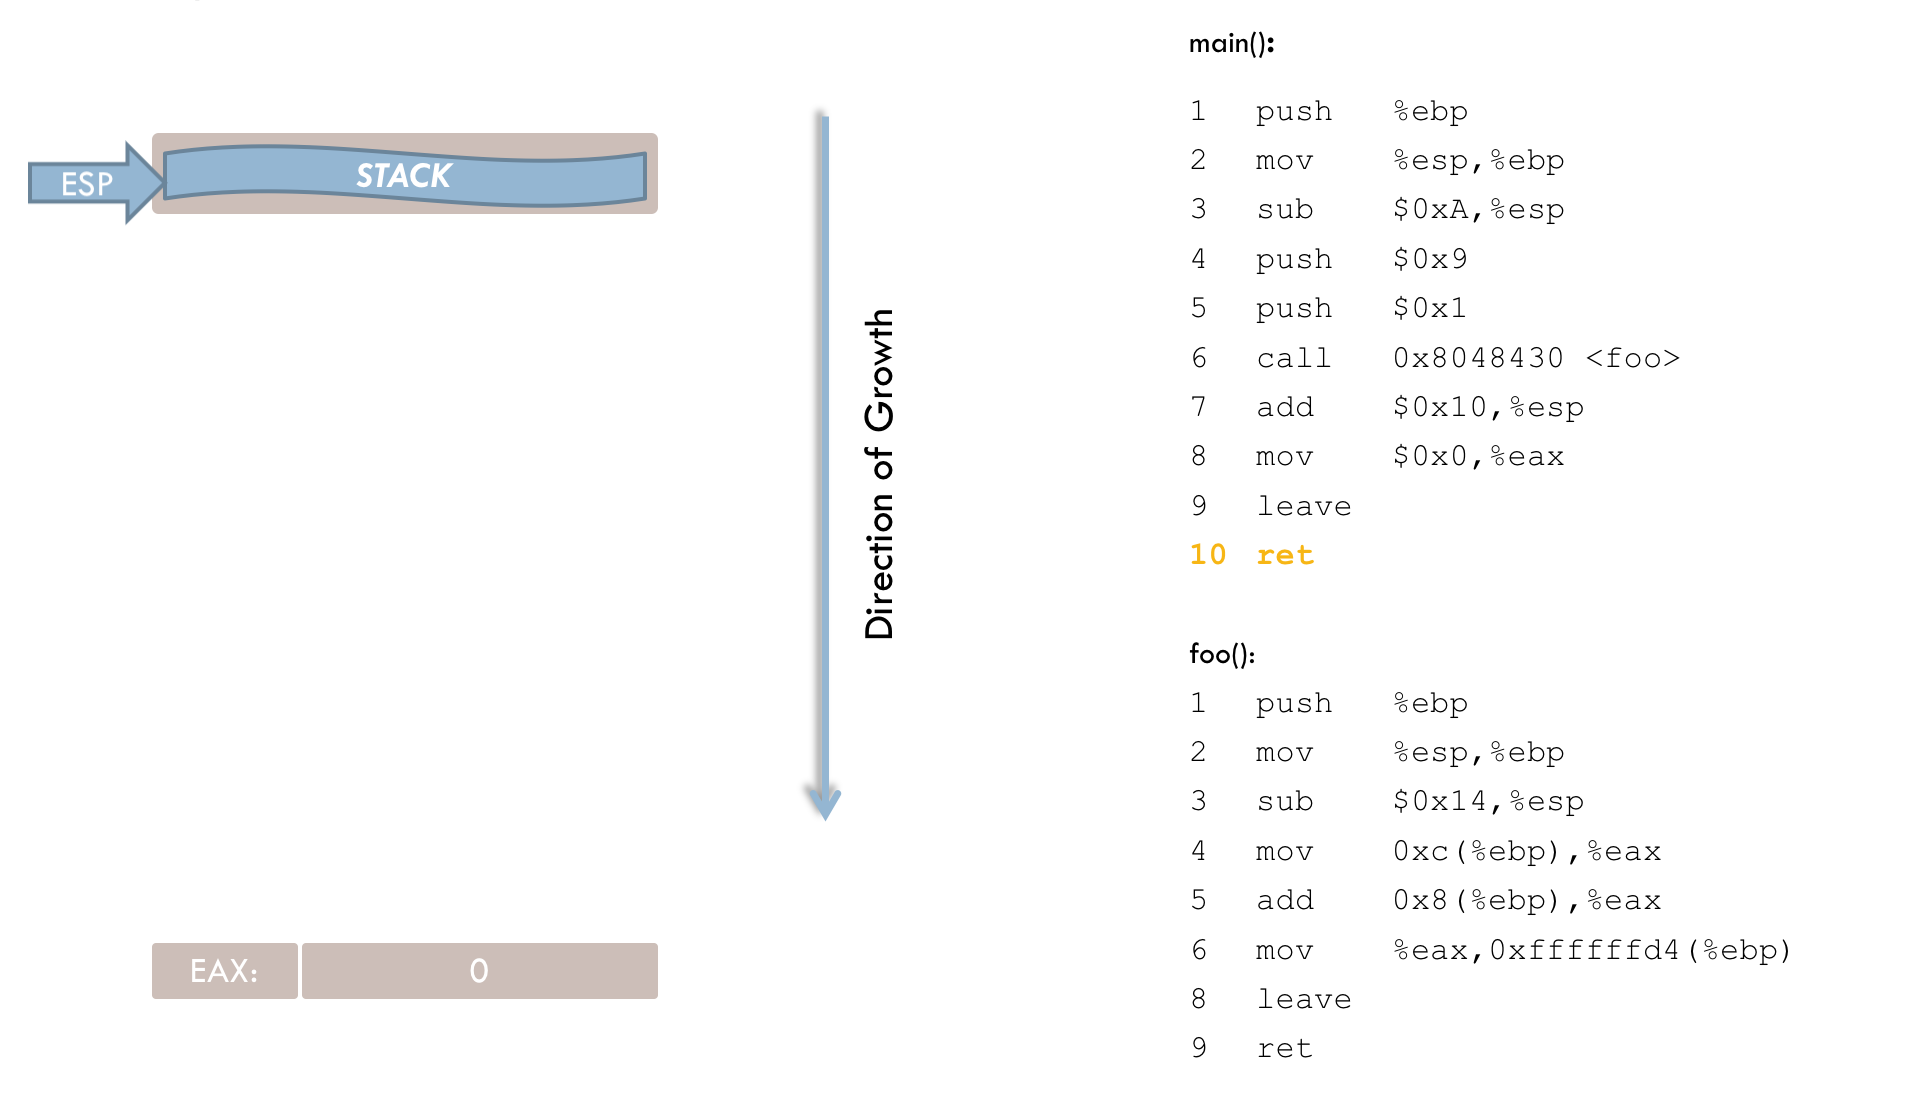 ESP
STACK
Direction of Growth
EAX: 0
main():
1 push %ebp
2 mov %esp,%ebp
3 sub $0xA,%esp
4 push $0x9
5 push $0x1
6 call 0x8048430 <foo>
7 add $0x10,%esp
8 mov $0x0,%eax
9 leave
10 ret
foo():
1 push %ebp
2 mov %esp,%ebp
3 sub $0x14,%esp
4 mov 0xc(%ebp),%eax
5 add 0x8(%ebp),%eax
6 mov %eax,0xffffffd4(%ebp)
8 leave
9 ret